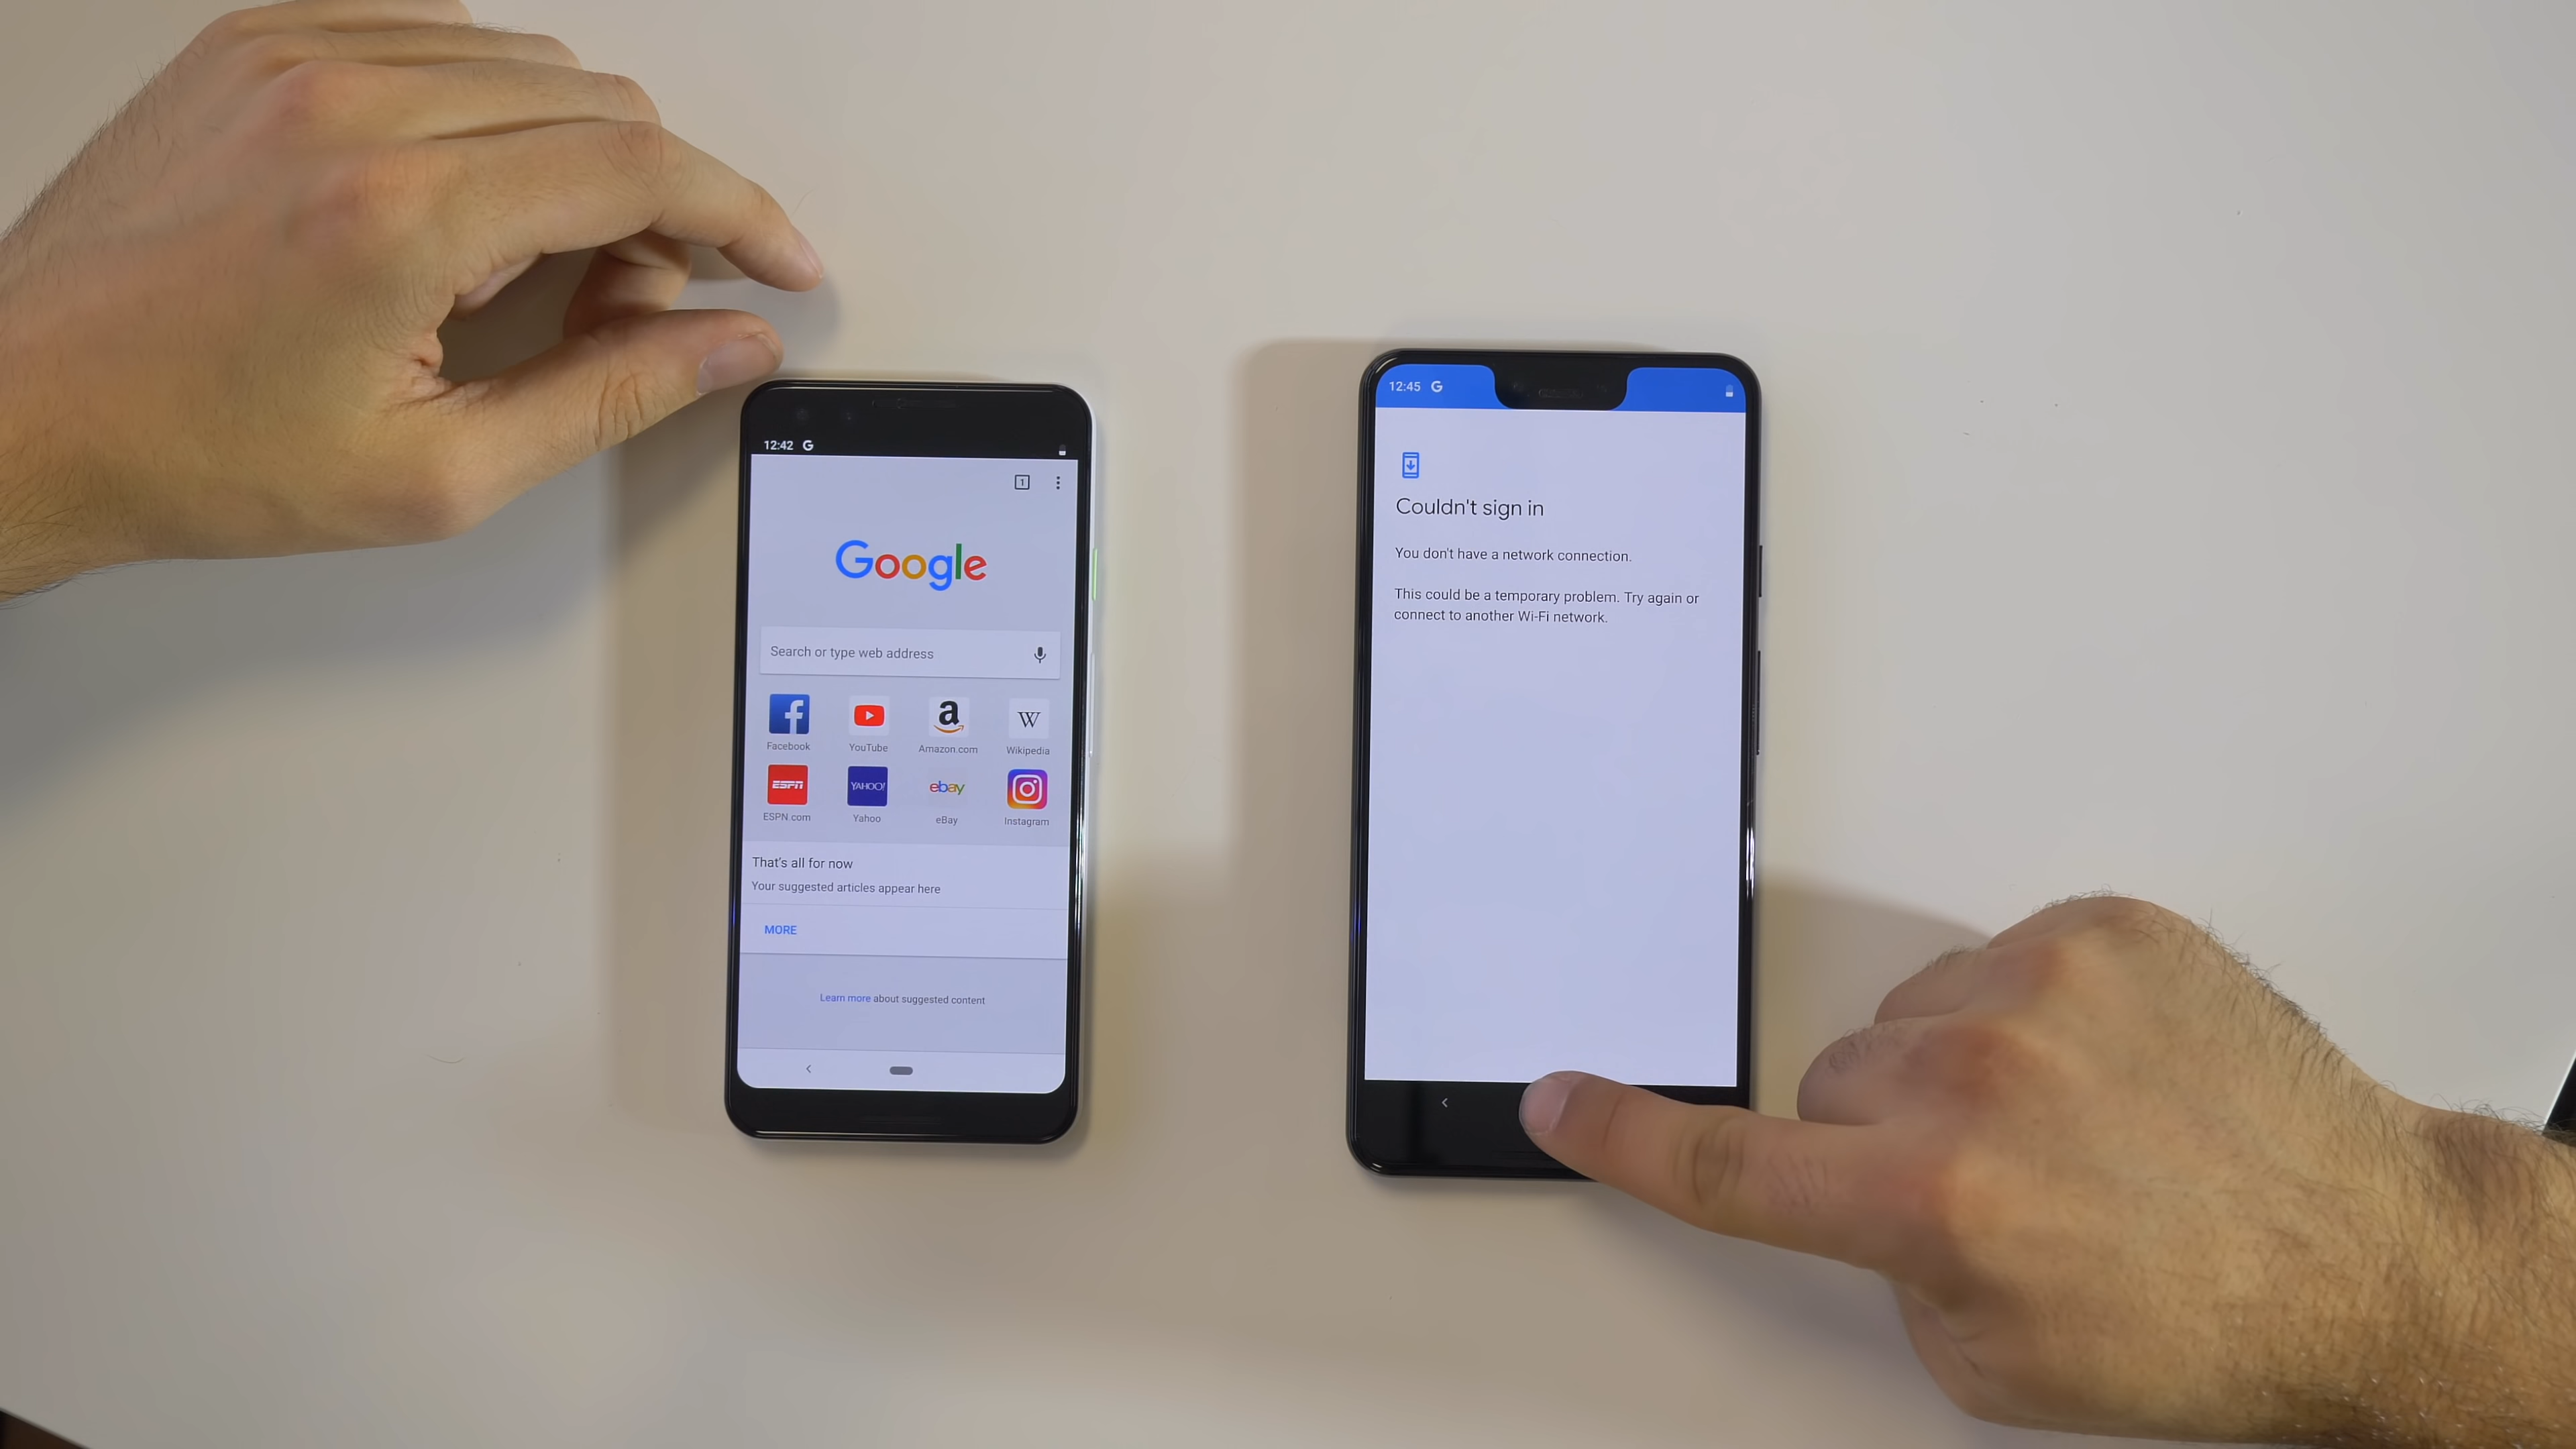 12:42 G
1
Google
Search or type web address
f
a
W
Facebook
YouTube
Amazon.com
Wikipedia
ESPN
YAHOO!
ebay
ESPN.com
Yahoo
eBay
Instagram
That's all for now
Your suggested articles appear here
MORE
Learn more about suggested content
12:45 G
Couldn't sign in
You don't have a network connection.
This could be a temporary problem. Try again or
connect to another Wi-Fi network.